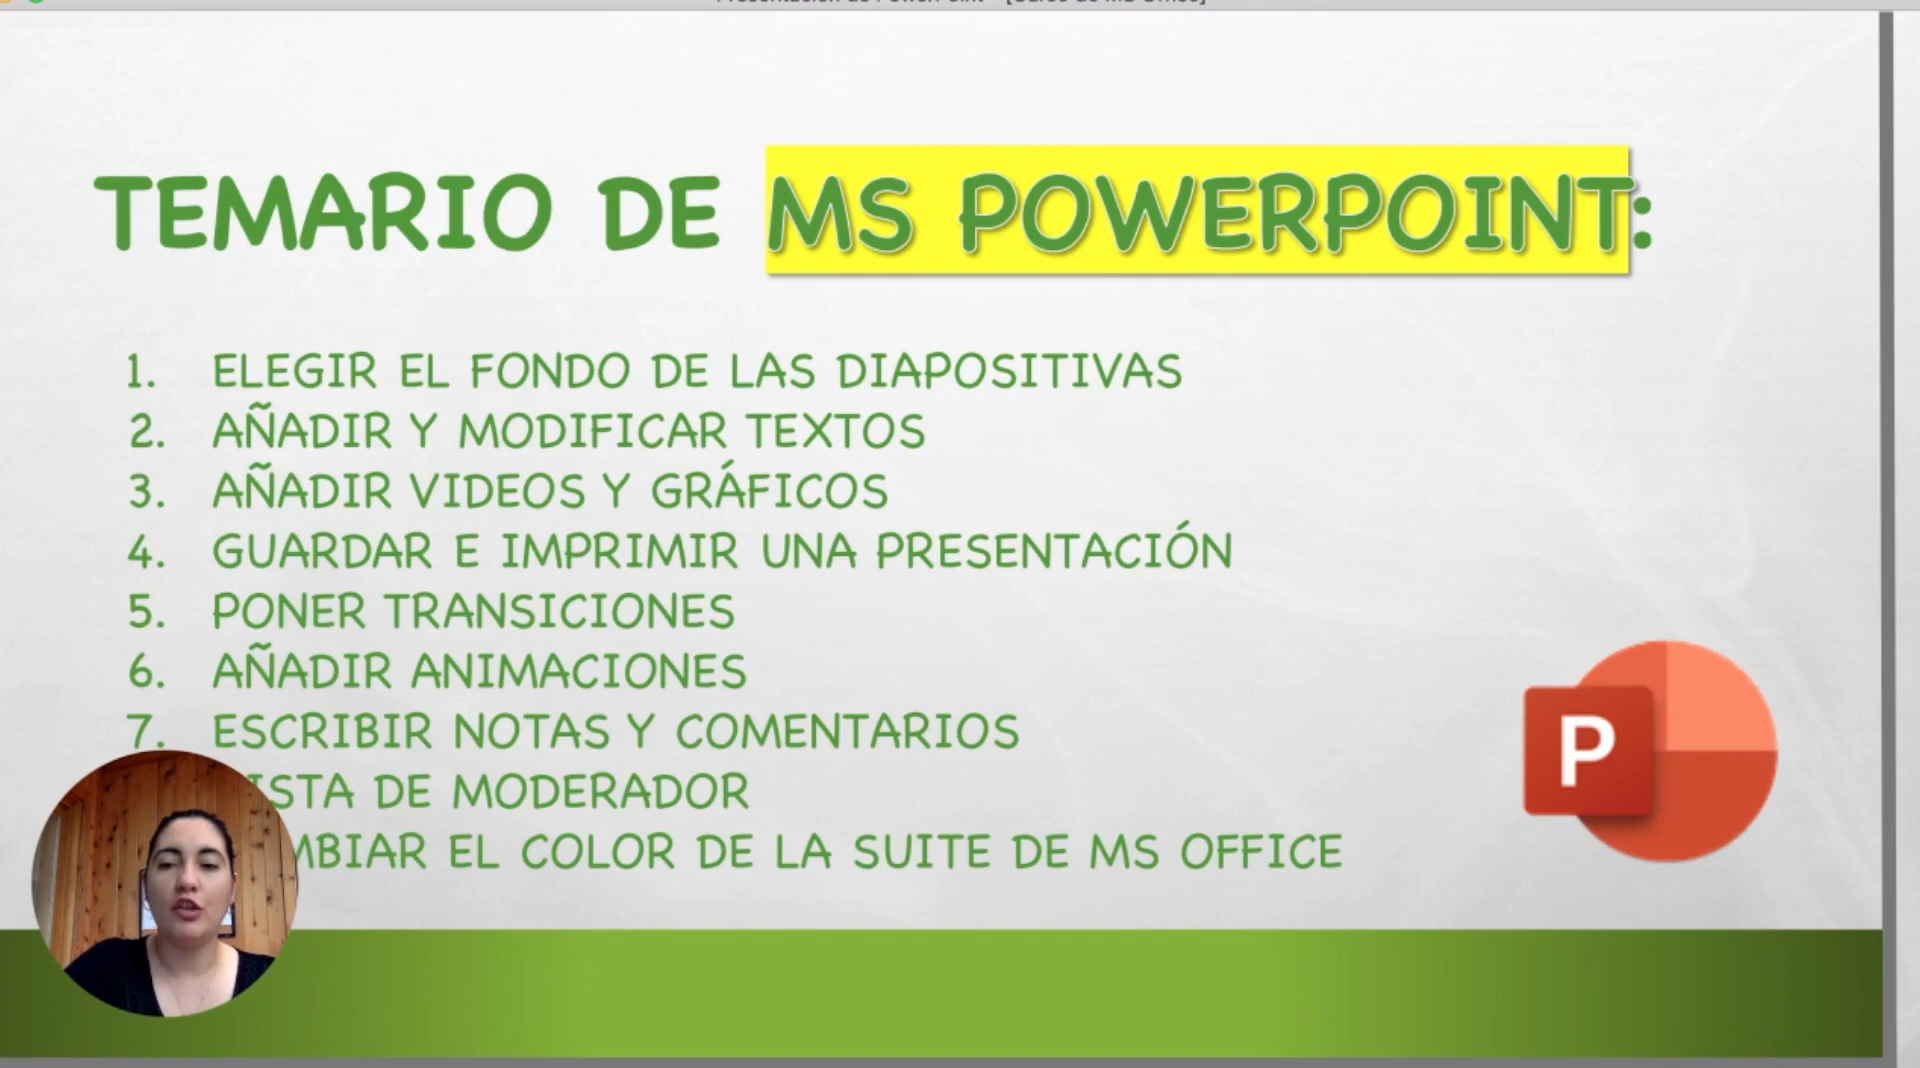 TEMARIO DE MS POWERPOINT:
1. ELEGIR EL FONDO DE LAS DIAPOSITIVAS
2. AÑADIR Y MODIFICAR TEXTOS
3. AÑADIR VIDEOS Y GRÁFICOS
4. GUARDAR E IMPRIMIR UNA PRESENTACIÓN
5. PONER TRANSICIONES
6. AÑADIR ANIMACIONES
7. ESCRIBIR NOTAS Y COMENTARIOS
DE MODERADOR
EL COLOR DE LA SUITE DE MS OFFICE
P